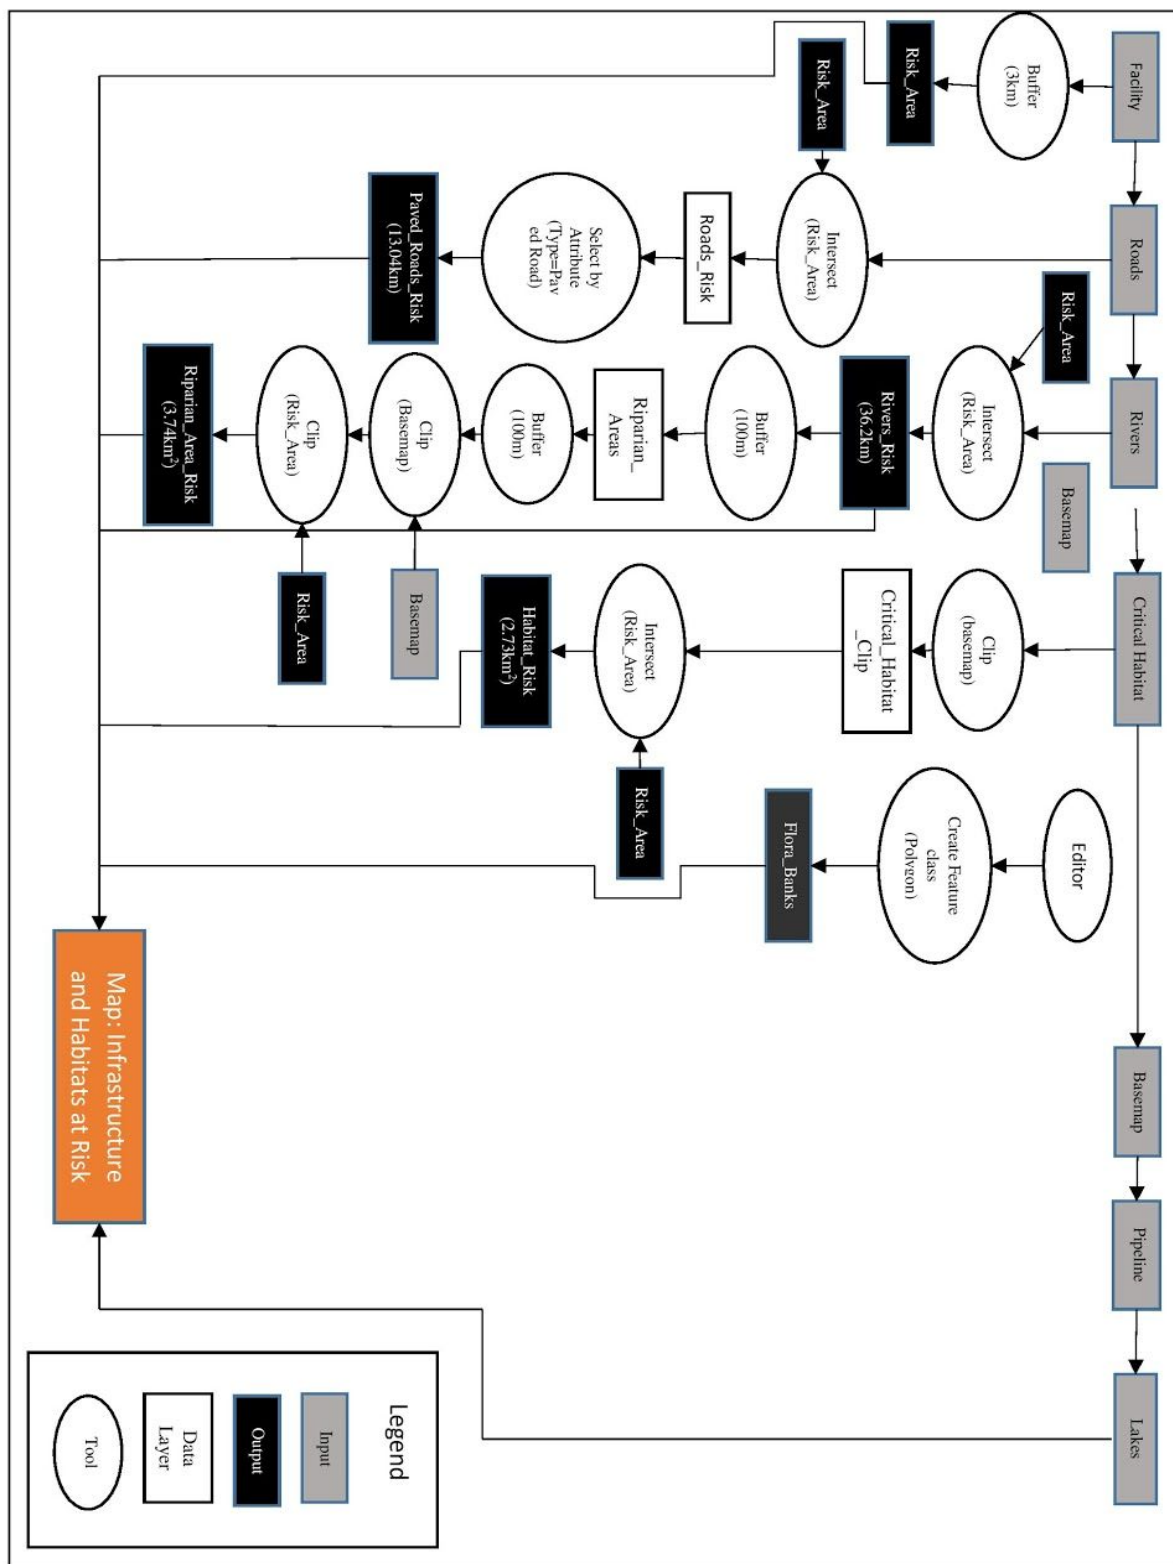 Facility
Roads
Rivers
Critical Habitat
Basemap
Pipeline
Lakes
Buffer
(3km)
Risk_Area
Risk_Area
Intersect
(Risk_Area)
Roads_Risk
Select by
Attribute
(Type=Pav
ed Road)
Paved_Roads_Risk
(13.04km)
Risk_Area
Intersect
(Risk_Area)
Rivers_Risk
(36.2km)
Buffer
(100m)
Riparian_
Areas
Buffer
(100m)
Clip
(Basemap)
Basemap
Clip
(Risk_Area)
Risk_Area
Riparian_Area_Risk
(3.74km²)
Basemap
Clip
(basemap)
Critical_Habitat
_Clip
Intersect
(Risk_Area)
Risk_Area
Habitat_Risk
(2.73km²)
Editor
Create Feature
class
(Polygon)
Flora_Banks
Map: Infrastructure
and Habitats at Risk
Legend
Input
Output
Data
Layer
Tool